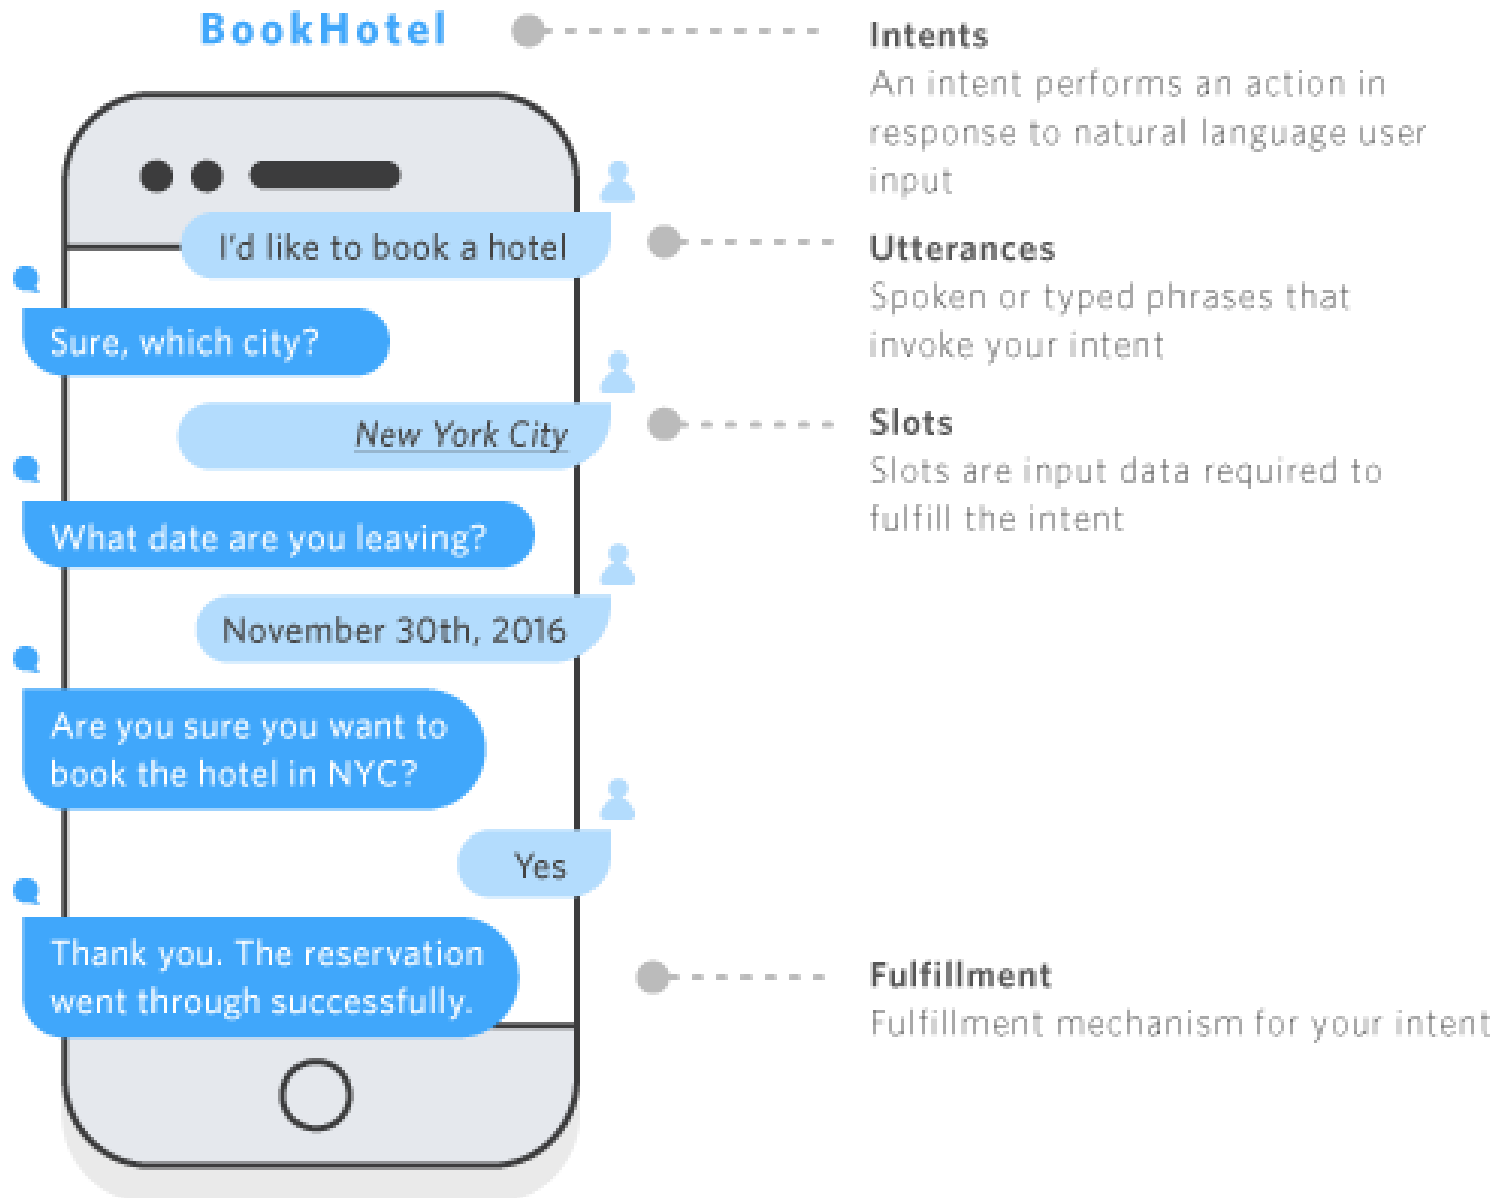 BookHotel
Intents
An intent performs an action in
response to natural language user
input
I'd like to book a hotel
Utterances
Spoken or typed phrases that
invoke your intent
Sure, which city?
New York City
Slots
Slots are input data required to
fulfill the intent
What date are you leaving?
November 30th, 2016
Are you sure you want to
book the hotel in NYC?
Yes
Thank you. The reservation
went through successfully.
Fulfillment
Fulfillment mechanism for your intent